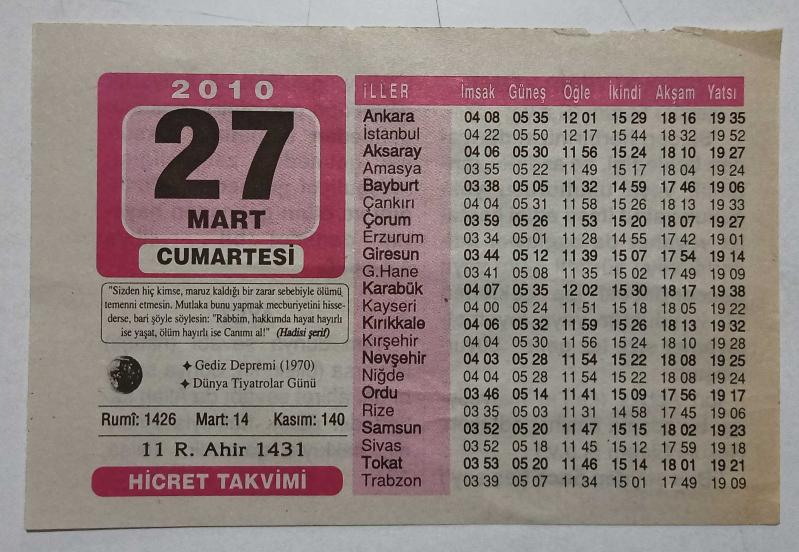 2010
27
MART
CUMARTESİ
"Sizden hiç kimse, maruz kaldığı bir zarar sebebiyle ölümü
temenni etmesin. Mutlaka bunu yapmak mecburiyetini hisse-
derse, bari şöyle söylesin: "Rabbim, hakkımda hayat hayırlı
ise yaşat, ölüm hayırlı ise Canımı al!" (Hadisi şerif)
✦ Gediz Depremi (1970)
✦ Dünya Tiyatrolar Günü
Rumî: 1426 Mart: 14 Kasım: 140
11 R. Ahir 1431
HİCRET TAKVİMİ
İLLER İmsak Güneş Öğle İkindi Akşam Yatsı
Ankara 04 08 05 35 12 01 15 29 18 16 19 35
İstanbul 04 22 05 50 12 17 15 44 18 32 19 52
Aksaray 04 06 05 30 11 56 15 24 18 10 19 27
Amasya 03 55 05 22 11 49 15 17 18 04 19 24
Bayburt 03 38 05 05 11 32 14 59 17 46 19 06
Çankırı 04 04 05 31 11 58 15 26 18 13 19 33
Çorum 03 59 05 26 11 53 15 20 18 07 19 27
Erzurum 03 34 05 01 11 28 14 55 17 42 19 01
Giresun 03 44 05 12 11 39 15 07 17 54 19 14
G.Hane 03 41 05 08 11 35 15 02 17 49 19 09
Karabük 04 07 05 35 12 02 15 30 18 17 19 38
Kayseri 04 00 05 24 11 51 15 18 18 05 19 22
Kırıkkale 04 06 05 32 11 59 15 26 18 13 19 32
Kırşehir 04 04 05 30 11 56 15 24 18 10 19 28
Nevşehir 04 03 05 28 11 54 15 22 18 08 19 25
Niğde 04 04 05 28 11 54 15 22 18 08 19 24
Ordu 03 46 05 14 11 41 15 09 17 56 19 17
Rize 03 35 05 03 11 31 14 58 17 45 19 06
Samsun 03 52 05 20 11 47 15 15 18 02 19 23
Sivas 03 52 05 18 11 45 15 12 17 59 19 18
Tokat 03 53 05 20 11 46 15 14 18 01 19 21
Trabzon 03 39 05 07 11 34 15 01 17 49 19 09